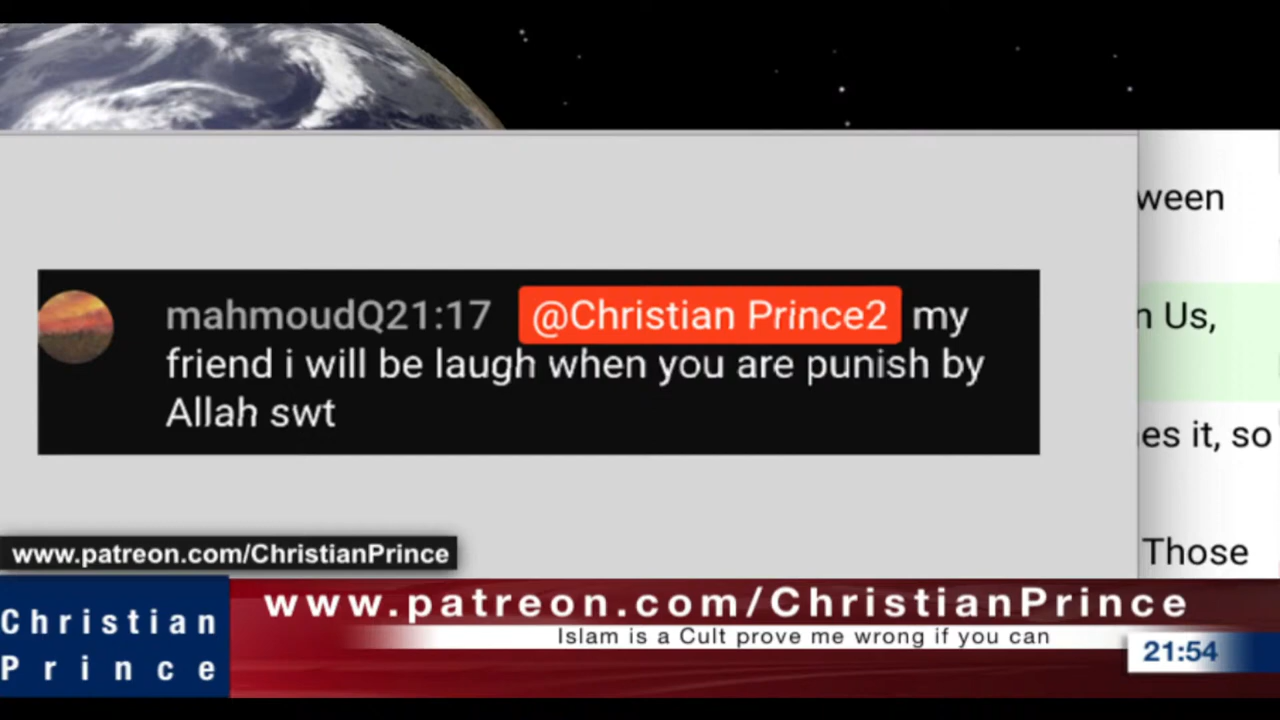 ween
mahmoudQ21:17 @Christian Prince2 my
friend i will be laugh when you are punish by
Allah swt
Us,
it, so
Those
www.patreon.com/ChristianPrince
www.patreon.com/ChristianPrince
Islam is a Cult prove me wrong if you can
Christian
Prince
21:54